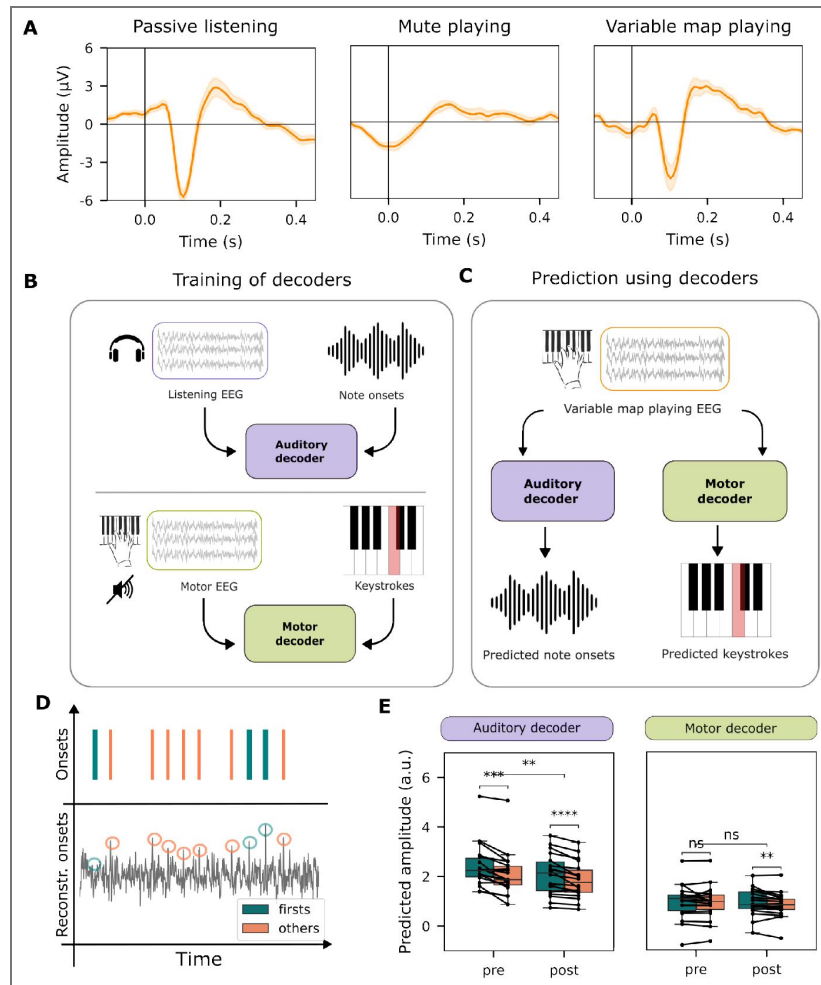 A
Passive listening
Mute playing
Variable map playing
Amplitude (μV)
6
3
0
-3
-6
0.0
0.2
0.4
Time (s)
0.0
0.2
0.4
Time (s)
0.0
0.2
0.4
Time (s)
B
Training of decoders
Listening EEG
Note onsets
Auditory
decoder
Motor EEG
Keystrokes
Motor
decoder
C
Prediction using decoders
Variable map playing EEG
Auditory
decoder
Motor
decoder
Predicted note onsets
Predicted keystrokes
D
Onsets
Reconstr. onsets
firsts
others
Time
E
Auditory decoder
Motor decoder
Predicted amplitude (a.u.)
6
4
2
0
**
***
****
pre
post
ns
ns
**
pre
post